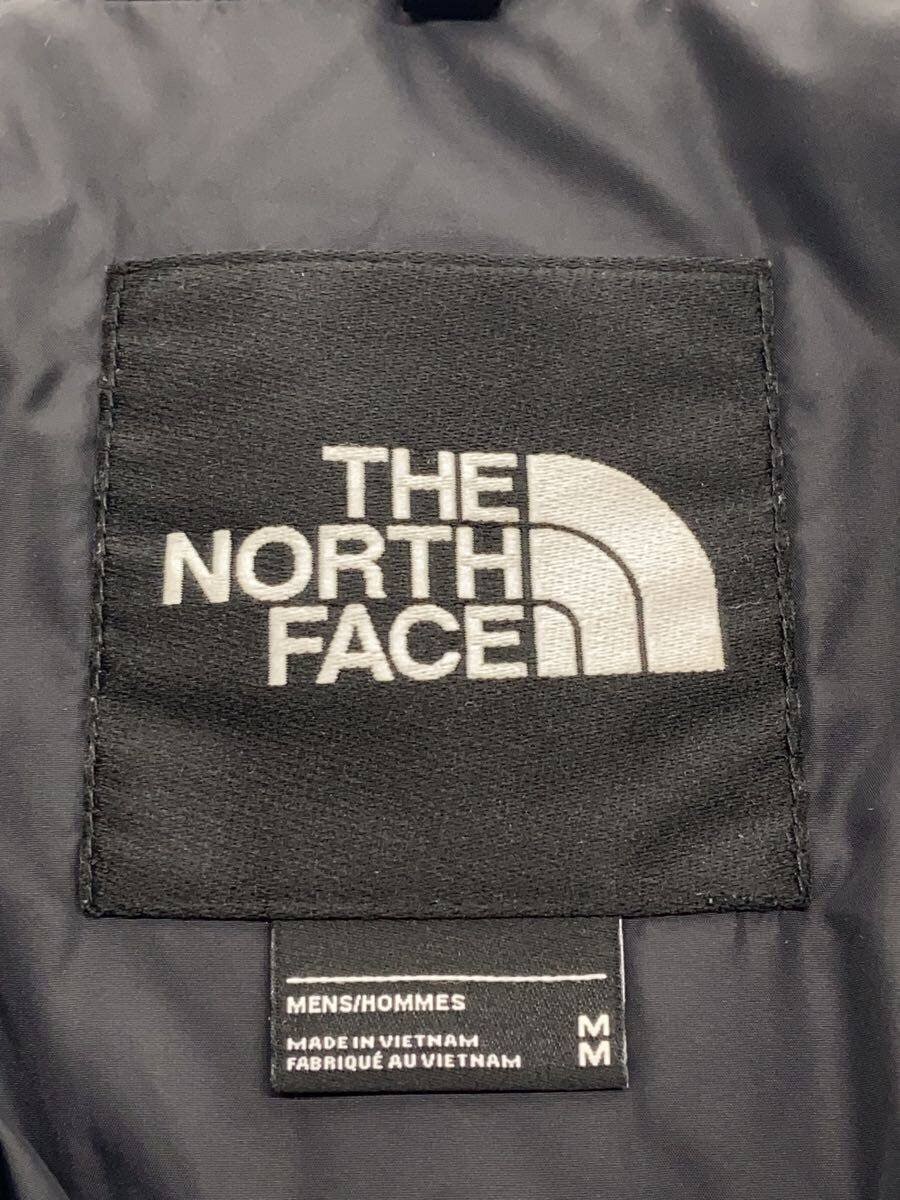 THE
NORTH
FACE
MENS/HOMMES
M
MADE IN VIETNAM
FABRIQUÉ AU VIETNAM M